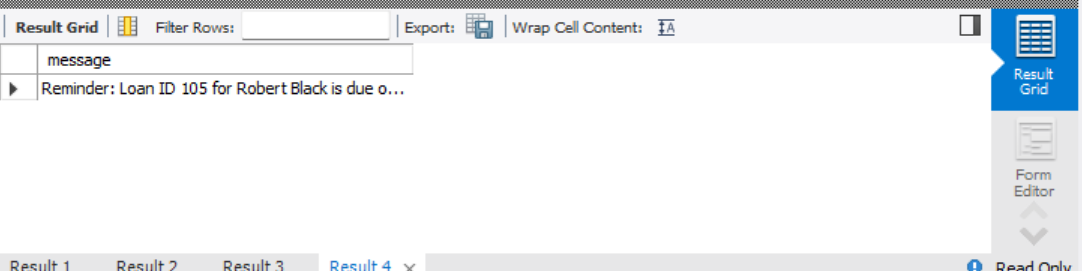 Result Grid Filter Rows: Export: Wrap Cell Content: IA
message
Reminder: Loan ID 105 for Robert Black is due o...
Result
Grid
Form
Editor
Result 1 Result 2 Result 3 Result 4 × Read Only